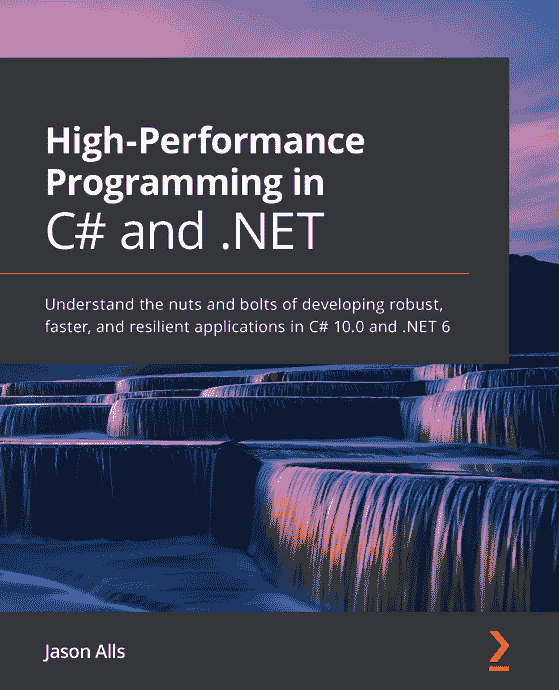 High-Performance
Programming in
C# and .NET
Understand the nuts and bolts of developing robust,
faster, and resilient applications in C# 10.0 and .NET 6
Jason Alls